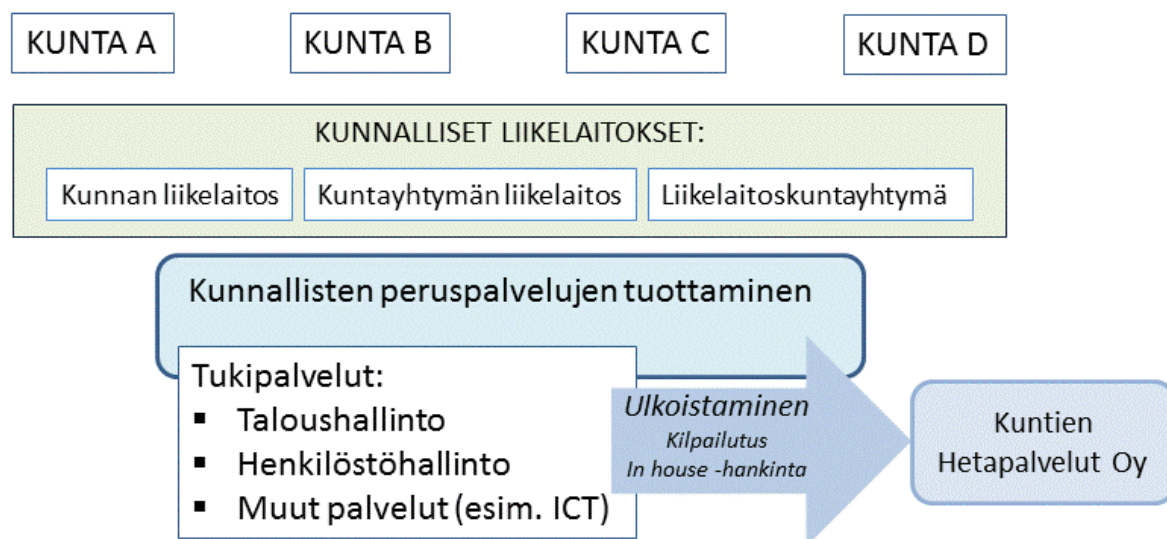 KUNTA A
KUNTA B
KUNTA C
KUNTA D
KUNNALLISET LIIKELAITOKSET:
Kunnan liikelaitos
Kuntayhtymän liikelaitos
Liikelaitoskuntayhtymä
Kunnallisten peruspalvelujen tuottaminen
Tukipalvelut:
▪ Taloushallinto
▪ Henkilöstöhallinto
▪ Muut palvelut (esim. ICT)
Ulkoistaminen
Kilpailutus
In house -hankinta
Kuntien
Hetapalvelut Oy